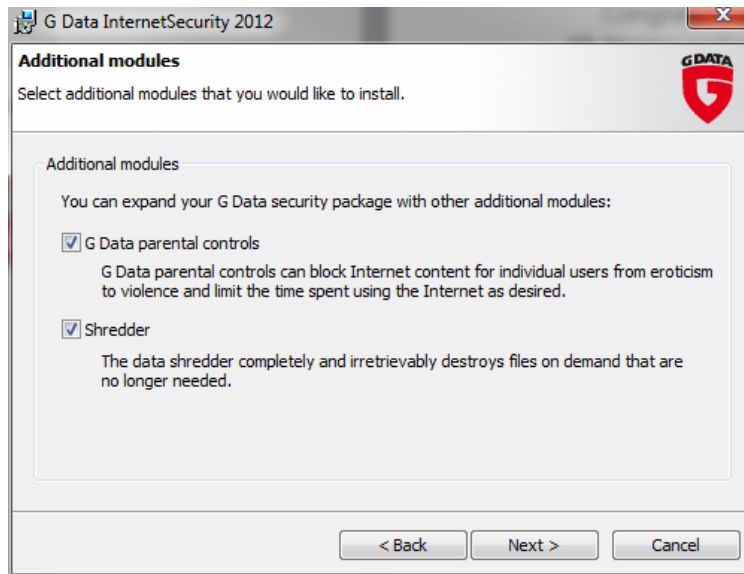 G Data InternetSecurity 2012
Additional modules
Select additional modules that you would like to install.
G DATA
Additional modules
You can expand your G Data security package with other additional modules:
G Data parental controls
G Data parental controls can block Internet content for individual users from eroticism
to violence and limit the time spent using the Internet as desired.
Shredder
The data shredder completely and irretrievably destroys files on demand that are
no longer needed.
< Back
Next >
Cancel